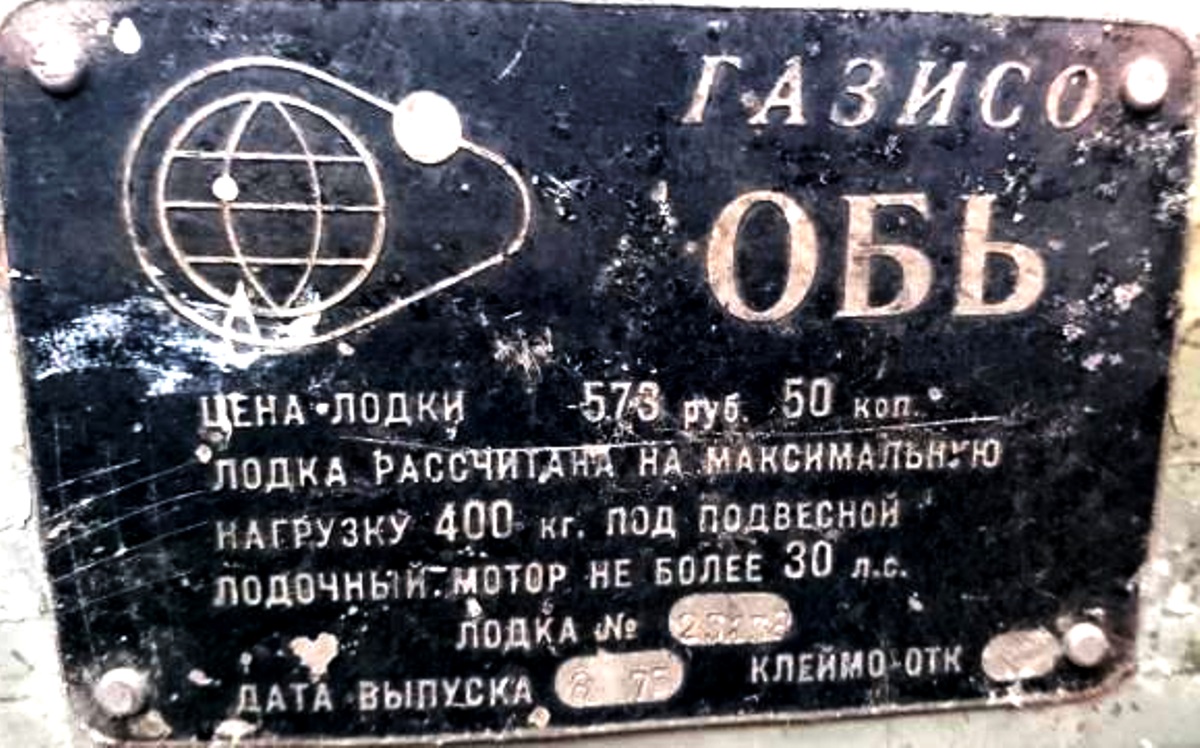 ГАЗИСО
ОБЬ
ЦЕНА ЛОДКИ 573 руб. 50 коп.
ЛОДКА РАССЧИТАНА НА МАКСИМАЛЬНУЮ
НАГРУЗКУ 400 кг. ПОД ПОДВЕСНОЙ
ЛОДОЧНЫЙ МОТОР НЕ БОЛЕЕ 30 л.с.
ЛОДКА №
КЛЕЙМО ОТК
ДАТА ВЫПУСКА